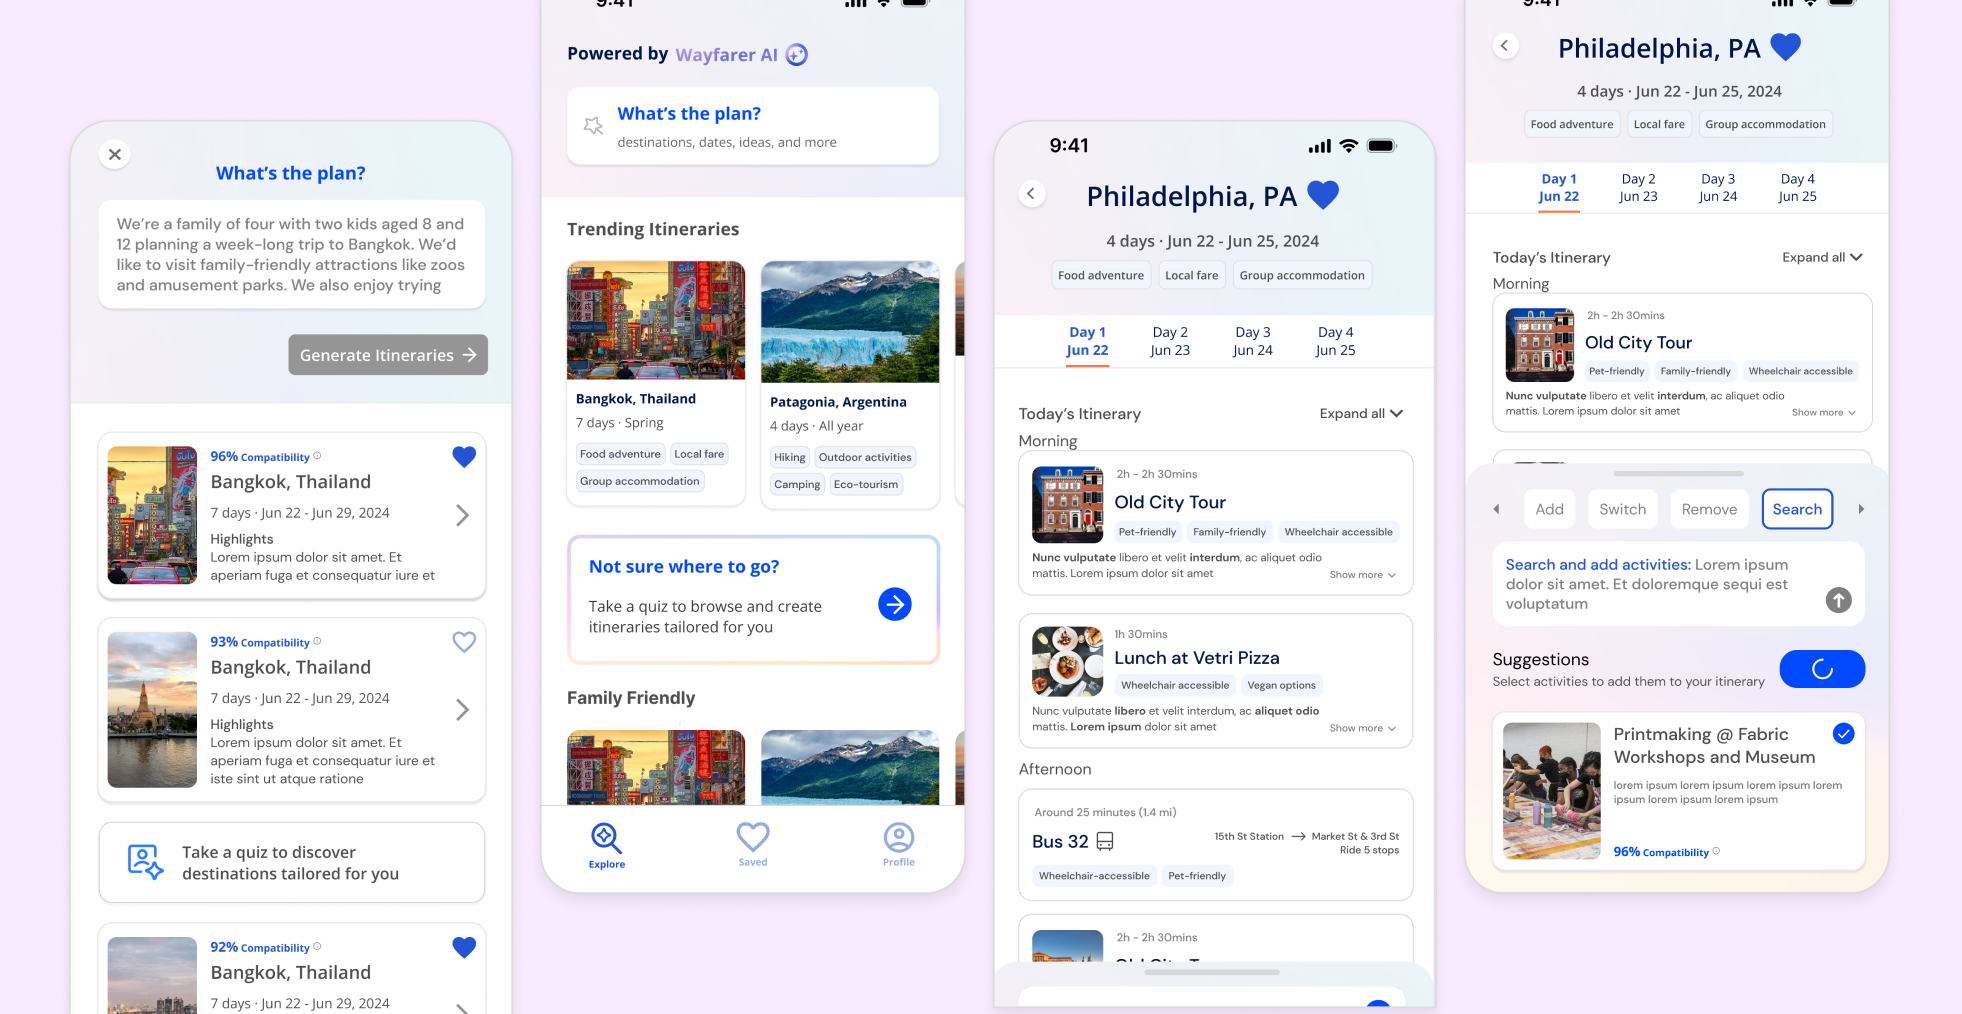 What's the plan?
We're a family of four with two kids aged 8 and
12 planning a week-long trip to Bangkok. We'd
like to visit family-friendly attractions like zoos
and amusement parks. We also enjoy trying
Generate Itineraries
96% Compatibility
Bangkok, Thailand
7 days · Jun 22 - Jun 29, 2024
Highlights
Lorem ipsum dolor sit amet. Et
aperiam fuga et consequatur iure et
93% Compatibility
Bangkok, Thailand
7 days · Jun 22 - Jun 29, 2024
Highlights
Lorem ipsum dolor sit amet. Et
aperiam fuga et consequatur iure et
iste sint ut atque ratione
Take a quiz to discover
destinations tailored for you
92% Compatibility
Bangkok, Thailand
7 days · Jun 22 - Jun 29, 2024
9:41
Powered by Wayfarer AI
What's the plan?
destinations, dates, ideas, and more
Trending Itineraries
Bangkok, Thailand
7 days · Spring
Food adventure
Local fare
Group accommodation
Patagonia, Argentina
4 days · All year
Hiking
Outdoor activities
Camping
Eco-tourism
Not sure where to go?
Take a quiz to browse and create
itineraries tailored for you
Family Friendly
Explore
Saved
Profile
9:41
Philadelphia, PA
4 days · Jun 22 - Jun 25, 2024
Food adventure
Local fare
Group accommodation
Day 1
Jun 22
Day 2
Jun 23
Day 3
Jun 24
Day 4
Jun 25
Today's Itinerary
Expand all
Morning
2h - 2h 30mins
Old City Tour
Pet-friendly
Family-friendly
Wheelchair accessible
Nunc vulputate libero et velit interdum, ac aliquet odio
mattis. Lorem ipsum dolor sit amet
Show more
1h 30mins
Lunch at Vetri Pizza
Wheelchair accessible
Vegan options
Nunc vulputate libero et velit interdum, ac aliquet odio
mattis. Lorem ipsum dolor sit amet
Show more
Afternoon
Around 25 minutes (1.4 mi)
Bus 32
15th St Station → Market St & 3rd St
Ride 5 stops
Wheelchair-accessible
Pet-friendly
2h - 2h 30mins
Old City T
9:41
Philadelphia, PA
4 days · Jun 22 - Jun 25, 2024
Food adventure
Local fare
Group accommodation
Day 1
Jun 22
Day 2
Jun 23
Day 3
Jun 24
Day 4
Jun 25
Today's Itinerary
Expand all
Morning
2h - 2h 30mins
Old City Tour
Pet-friendly
Family-friendly
Wheelchair accessible
Nunc vulputate libero et velit interdum, ac aliquet odio
mattis. Lorem ipsum dolor sit amet
Show more
Add
Switch
Remove
Search
Search and add activities: Lorem ipsum
dolor sit amet. Et doloremque sequi est
voluptatum
Suggestions
Select activities to add them to your itinerary
Printmaking @ Fabric
Workshops and Museum
lorem ipsum lorem ipsum lorem ipsum lorem
ipsum lorem ipsum lorem ipsum
96% Compatibility